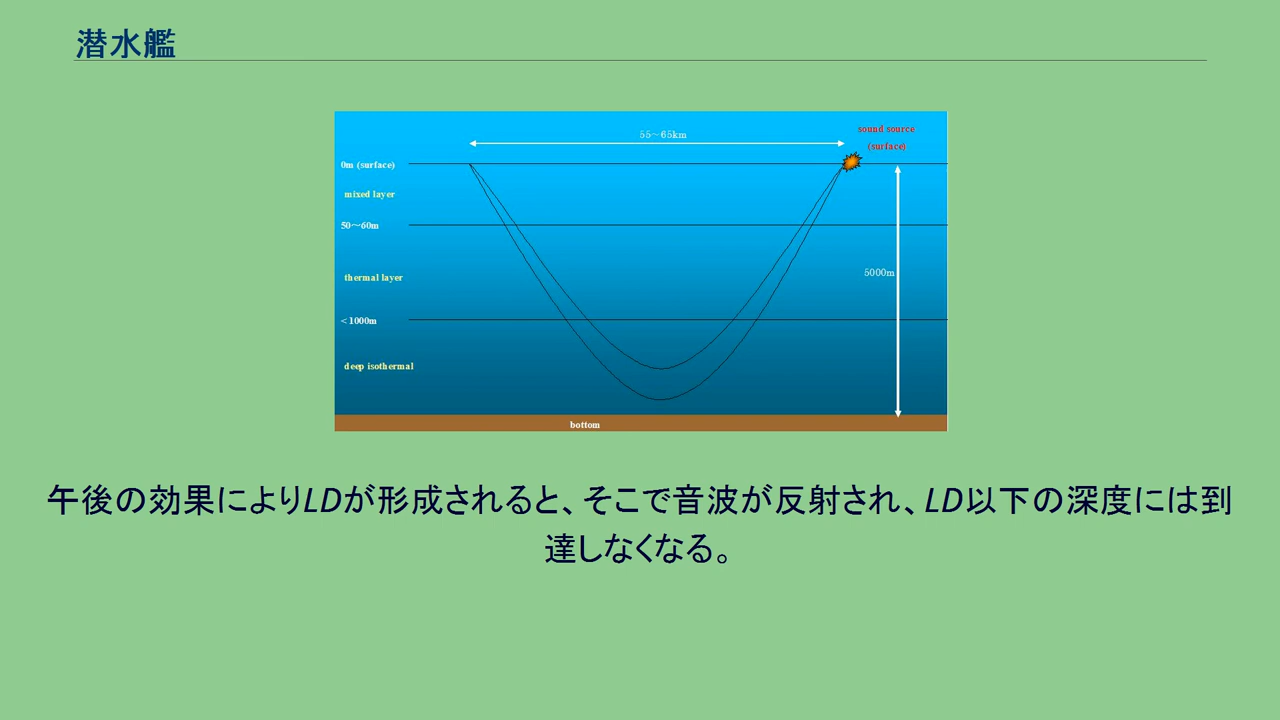 潜水艦
55～65km
sound source
(surface)
0m (surface)
mixed layer
50～60m
thermal layer
5000m
<1000m
deep isothermal
bottom
午後の効果によりLDが形成されると、そこで音波が反射され、LD以下の深度には到
達しなくなる。